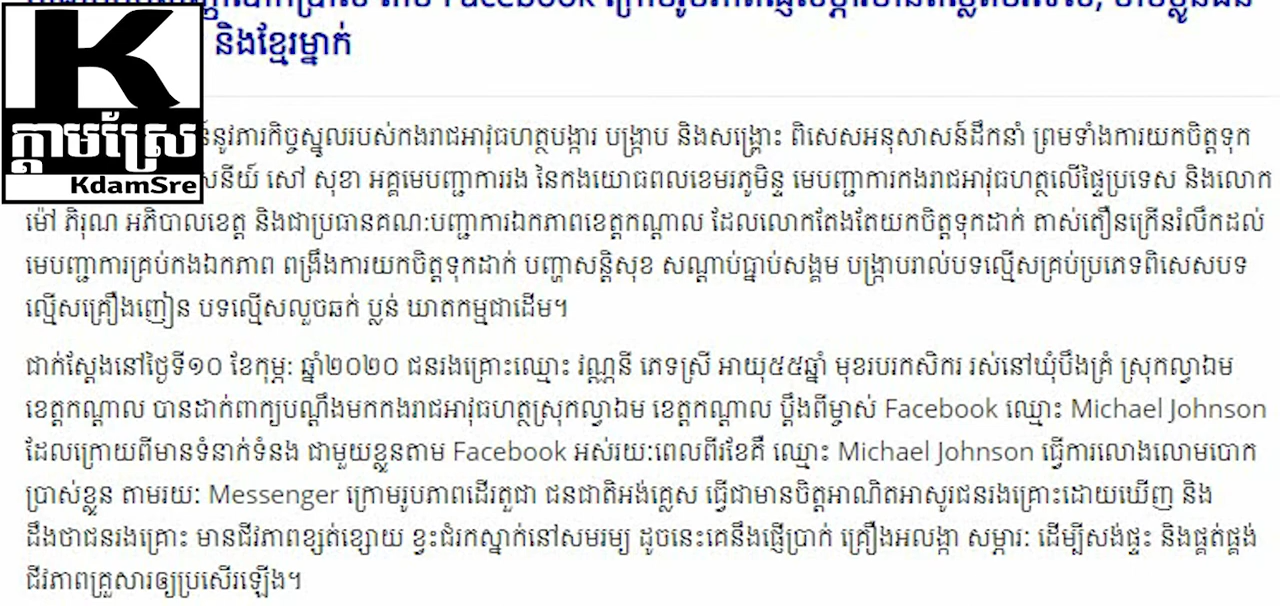 Facebook
និងខ្មែរម្នាក់
K
ក្ដាមស្រែ
KdamSre
នូវភារកិច្ចស្នូលរបស់កងរាជអាវុធហត្ថបង្ការ បង្ក្រាប និងសង្គ្រោះ ពិសេសអនុសាសន៍ដឹកនាំ ព្រមទាំងការយកចិត្តទុក
សៅ សុខា អគ្គមេបញ្ជាការរង នៃកងយោធពលខេមរភូមិន្ទ មេបញ្ជាការកងរាជអាវុធហត្ថលើផ្ទៃប្រទេស និងលោក
ម៉ៅ ភិរុណ អភិបាលខេត្ត និងជាប្រធានគណៈបញ្ជាការឯកភាពខេត្តកណ្តាល ដែលលោកតែងតែយកចិត្តទុកដាក់ តាស់តឿនក្រើនរំលឹកដល់
មេបញ្ជាការគ្រប់កងឯកភាព ពង្រឹងការយកចិត្តទុកដាក់ បញ្ហាសន្តិសុខ សណ្តាប់ធ្នាប់សង្គម បង្ក្រាបរាល់បទល្មើសគ្រប់ប្រភេទពិសេសបទ
ល្មើសគ្រឿងញៀន បទល្មើសលួចឆក់ ប្លន់ ឃាតកម្មជាដើម។
ជាក់ស្តែងនៅថ្ងៃទី១០ ខែកុម្ភៈ ឆ្នាំ២០២០ ជនរងគ្រោះឈ្មោះ វណ្ណនី ភេទស្រី អាយុ៥៥ឆ្នាំ មុខរបរកសិករ រស់នៅឃុំបឹងគ្រំ ស្រុកល្វាឯម
ខេត្តកណ្តាល បានដាក់ពាក្យបណ្តឹងមកកងរាជអាវុធហត្ថស្រុកល្វាឯម ខេត្តកណ្តាល ប្តឹងពីម្ចាស់ Facebook ឈ្មោះ Michael Johnson
ដែលក្រោយពីមានទំនាក់ទំនង ជាមួយខ្លួនតាម Facebook អស់រយៈពេលពីរខែគឺ ឈ្មោះ Michael Johnson ធ្វើការលោងលោមបោក
ប្រាស់ខ្លួន តាមរយៈ Messenger ក្រោមរូបភាពដើរតួជា ជនជាតិអង់គ្លេស ធ្វើជាមានចិត្តអាណិតអាសូរជនរងគ្រោះដោយឃើញ និង
ដឹងថាជនរងគ្រោះ មានជីវភាពខ្សត់ខ្សោយ ខ្វះជំរកស្នាក់នៅសមរម្យ ដូចនេះគេនឹងផ្ញើប្រាក់ គ្រឿងអលង្កា សម្ភារៈ ដើម្បីសង់ផ្ទះ និងផ្គត់ផ្គង់
ជីវភាពគ្រួសារឲ្យប្រសើរឡើង។